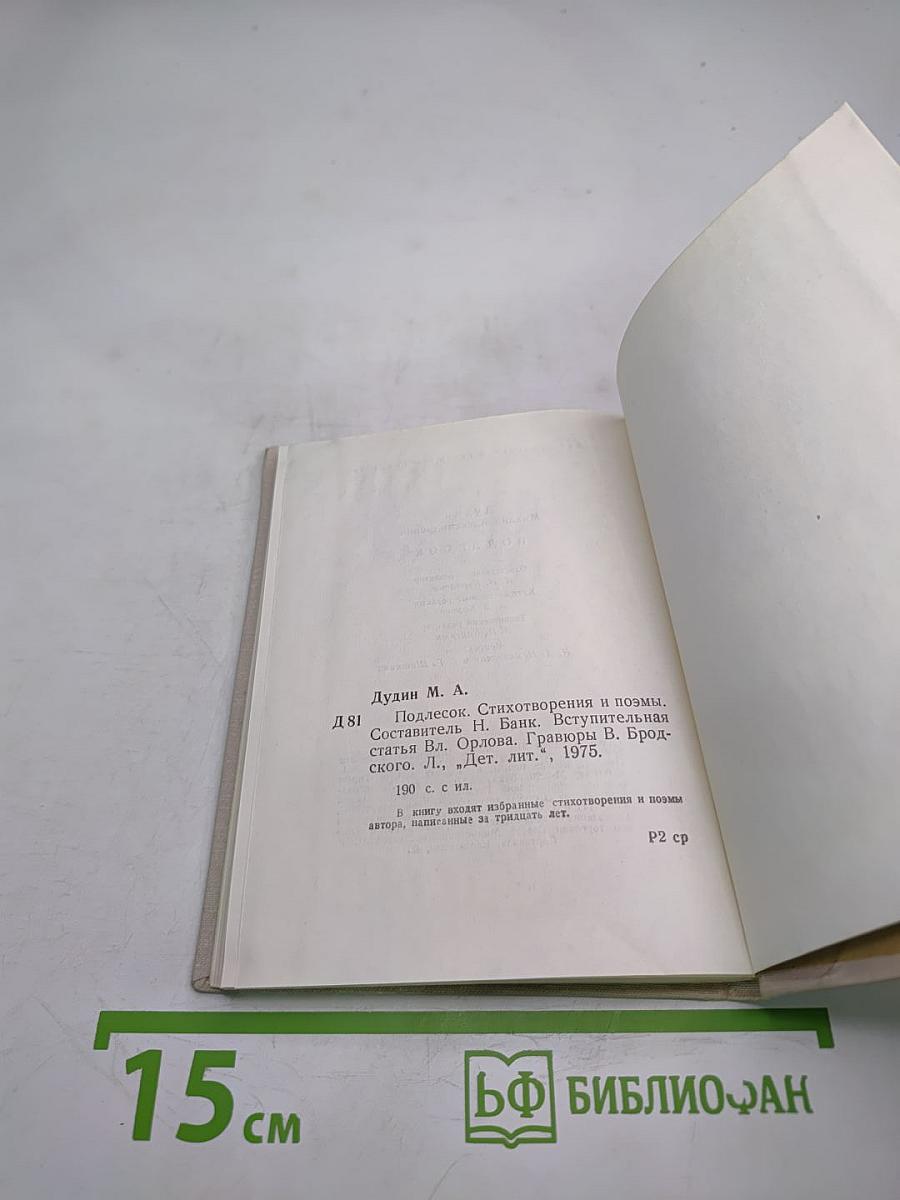 Дудин М. А.
Д 81 Подлесок. Стихотворения и поэмы.
Составитель Н. Банк. Вступительная
статья Вл. Орлова. Гравюры В. Брод-
ского. Л., „Дет. лит.“, 1975.
190 с. с ил.
В книгу входят избранные стихотворения и поэмы
автора, написанные за тридцать лет.
Р2 ср
15 см
БФ БИБЛИОФАН